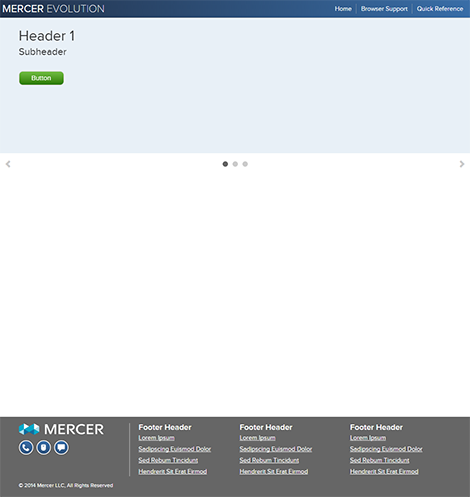 MERCER EVOLUTION
Home Browser Support Quick Reference
Header 1
Subheader
Button
MERCER
© 2014 Mercer LLC, All Rights Reserved
Footer Header
Lorem Ipsum
Sadipscing Euismod Dolor
Sed Rebum Tincidunt
Hendrerit Sit Erat Eirmod
Footer Header
Lorem Ipsum
Sadipscing Euismod Dolor
Sed Rebum Tincidunt
Hendrerit Sit Erat Eirmod
Footer Header
Lorem Ipsum
Sadipscing Euismod Dolor
Sed Rebum Tincidunt
Hendrerit Sit Erat Eirmod